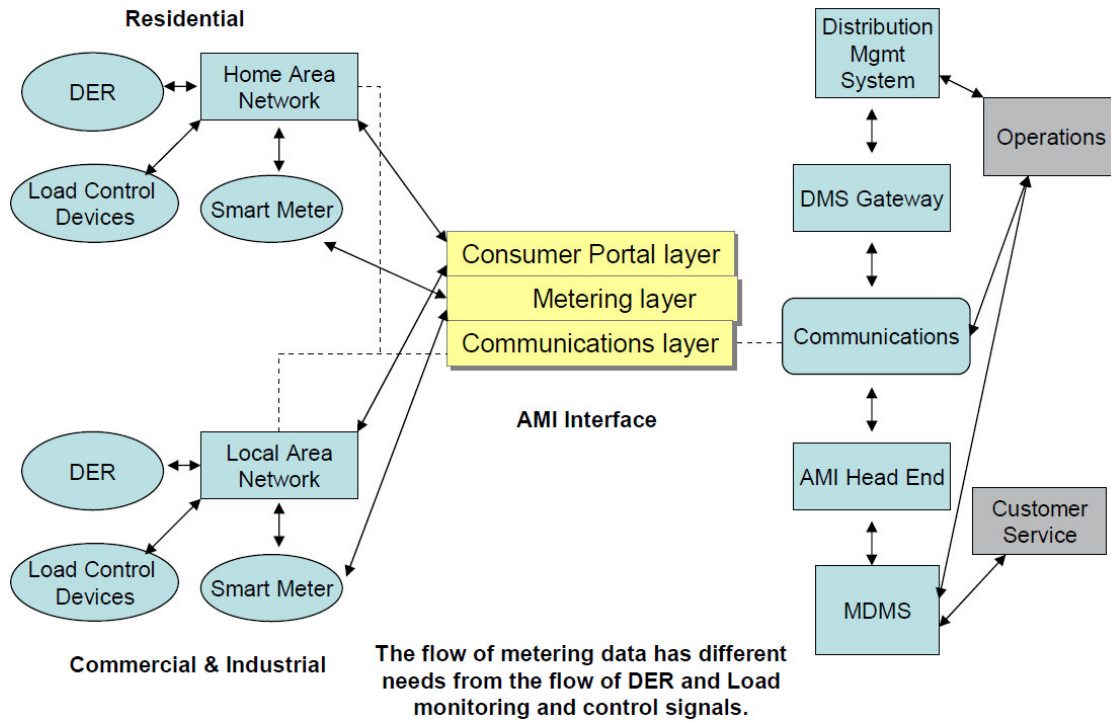 Residential
DER
Home Area
Network
Load Control
Devices
Smart Meter
Consumer Portal layer
Metering layer
Communications layer
AMI Interface
DER
Local Area
Network
Load Control
Devices
Smart Meter
Commercial & Industrial
The flow of metering data has different
needs from the flow of DER and Load
monitoring and control signals.
Distribution
Mgmt
System
Operations
DMS Gateway
Communications
AMI Head End
Customer
Service
MDMS